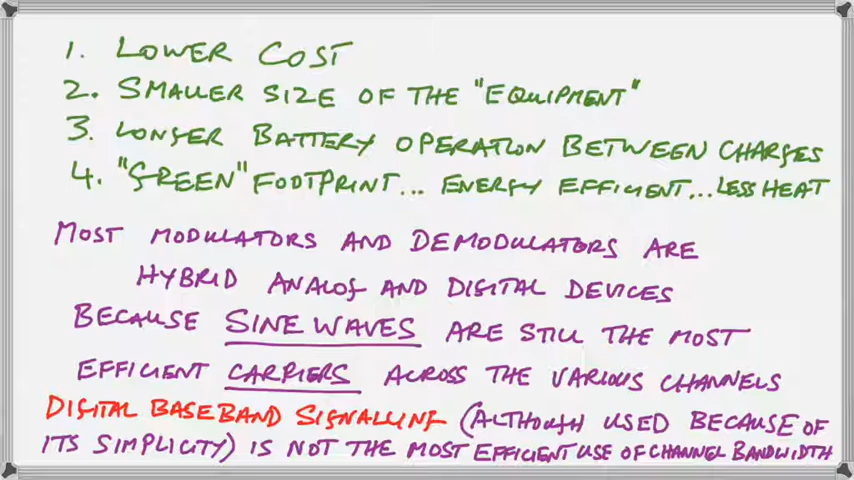 1. LOWER COST
2. SMALLER SIZE OF THE "EQUIPMENT"
3. LONGER BATTERY OPERATION BETWEEN CHARGES
4. "GREEN" FOOTPRINT... ENERGY EFFICIENT... LESS HEAT
MOST MODULATORS AND DEMODULATORS ARE
HYBRID ANALOG AND DIGITAL DEVICES
BECAUSE SINE WAVES ARE STILL THE MOST
EFFICIENT CARRIERS ACROSS THE VARIOUS CHANNELS
DIGITAL BASEBAND SIGNALLING (ALTHOUGH USED BECAUSE OF
ITS SIMPLICITY) IS NOT THE MOST EFFICIENT USE OF CHANNEL BANDWIDTH